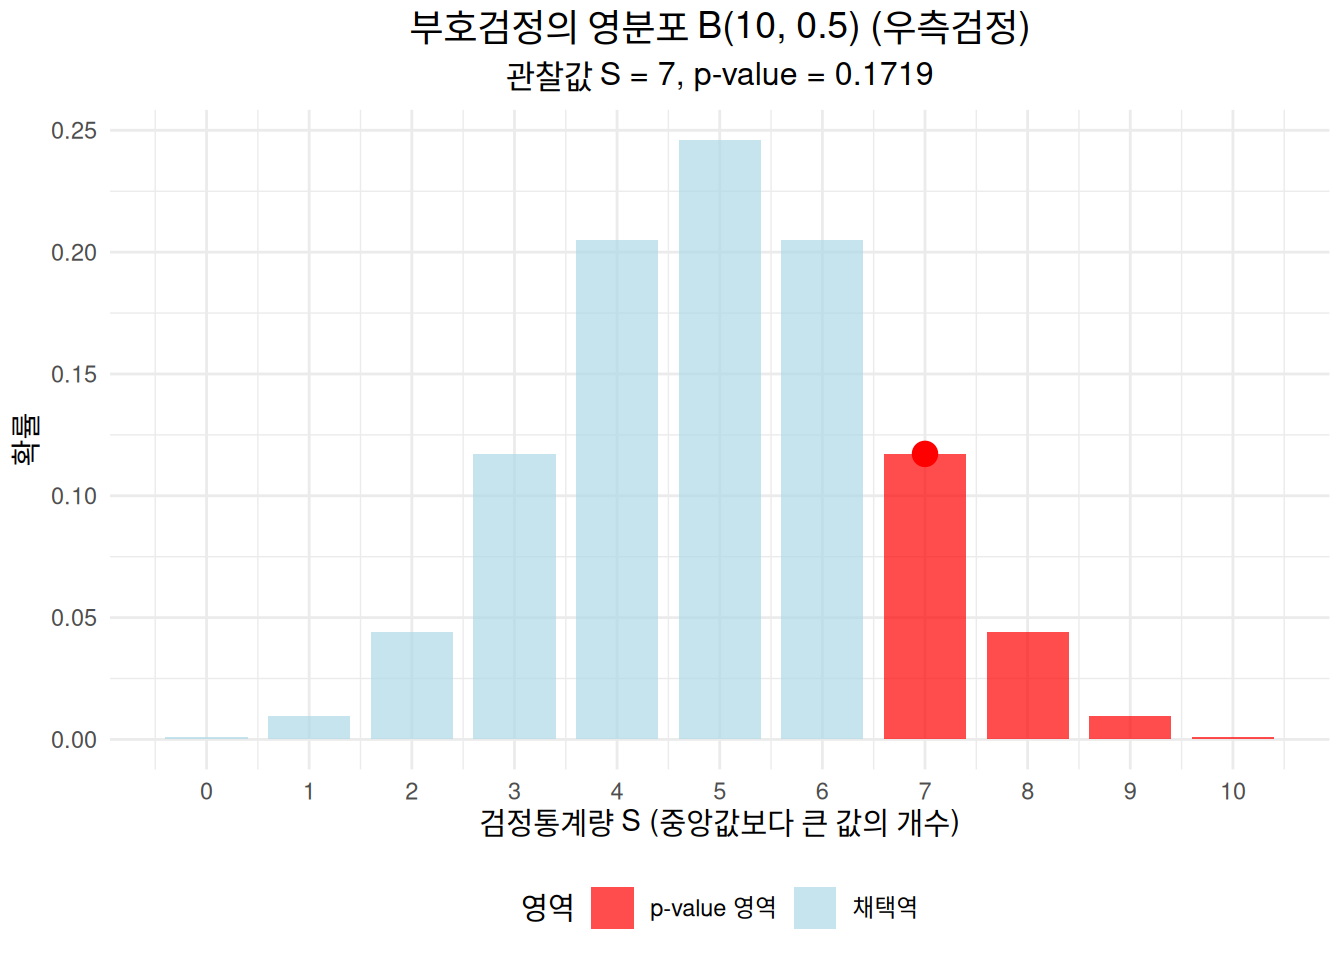 부호검정의 영분포 B(10, 0.5) (우측검정)
관찰값 S = 7, p-value = 0.1719
0.25
0.20
0.15
0.10
0.05
0.00
확률
0 1 2 3 4 5 6 7 8 9 10
검정통계량 S (중앙값보다 큰 값의 개수)
영역 p-value 영역 채택역